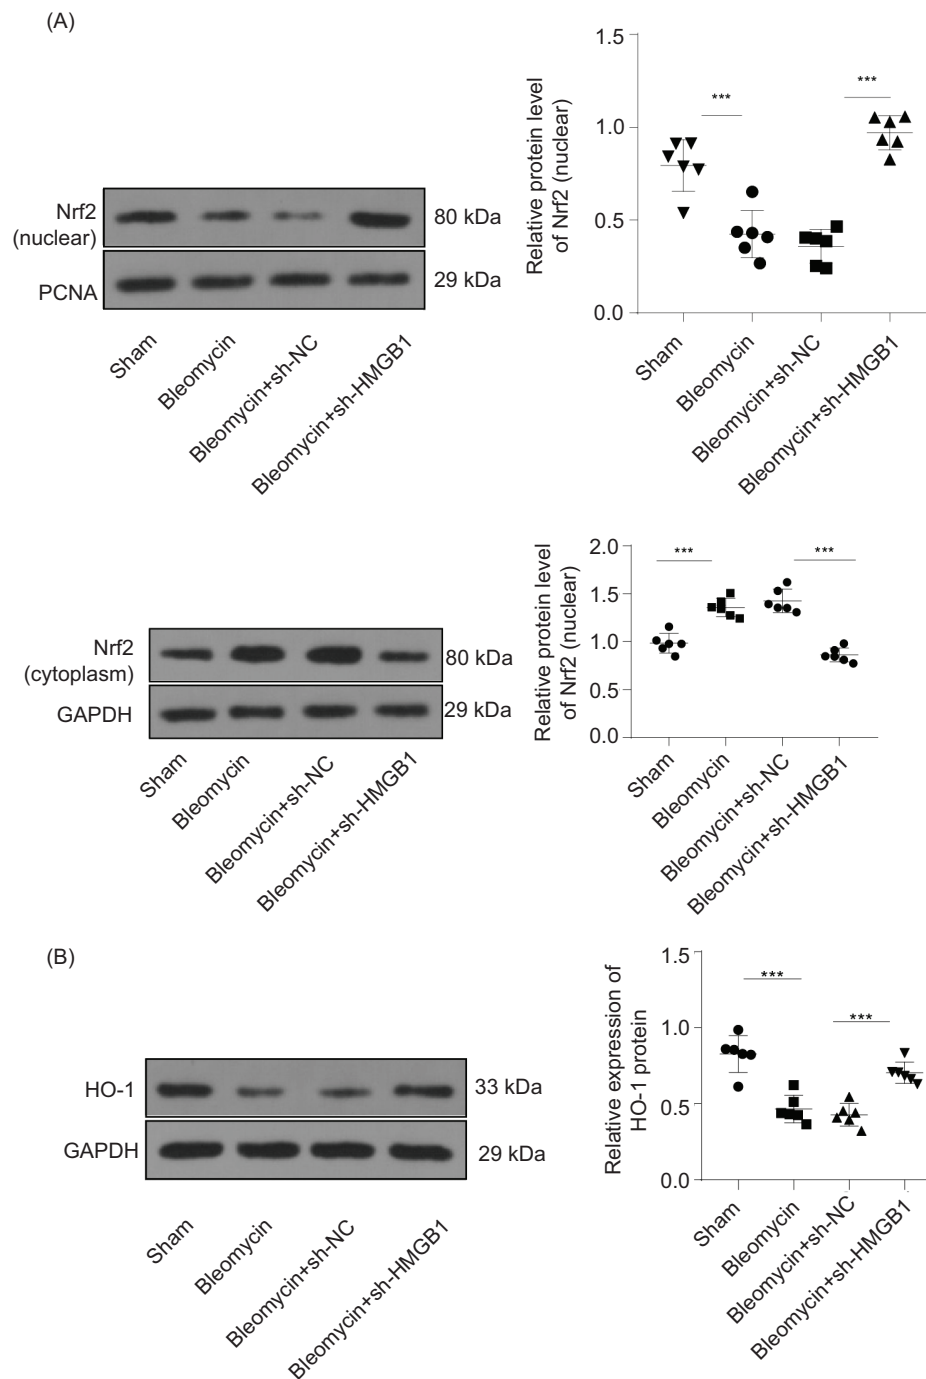 (A)
Nrf2
(nuclear)
80 kDa
PCNA
29 kDa
Sham
Bleomycin
Bleomycin+sh-NC
Bleomycin+sh-HMGB1
Relative protein level
of Nrf2 (nuclear)
1.5
1.0
0.5
0.0
***
***
Sham
Bleomycin
Bleomycin+sh-NC
Bleomycin+sh-HMGB1
Nrf2
(cytoplasm)
80 kDa
GAPDH
29 kDa
Sham
Bleomycin
Bleomycin+sh-NC
Bleomycin+sh-HMGB1
Relative protein level
of Nrf2 (nuclear)
2.0
1.5
1.0
0.5
0.0
***
***
Sham
Bleomycin
Bleomycin+sh-NC
Bleomycin+sh-HMGB1
(B)
HO-1
33 kDa
GAPDH
29 kDa
Sham
Bleomycin
Bleomycin+sh-NC
Bleomycin+sh-HMGB1
Relative expression of
HO-1 protein
1.5
1.0
0.5
0.0
***
***
Sham
Bleomycin
Bleomycin+sh-NC
Bleomycin+sh-HMGB1